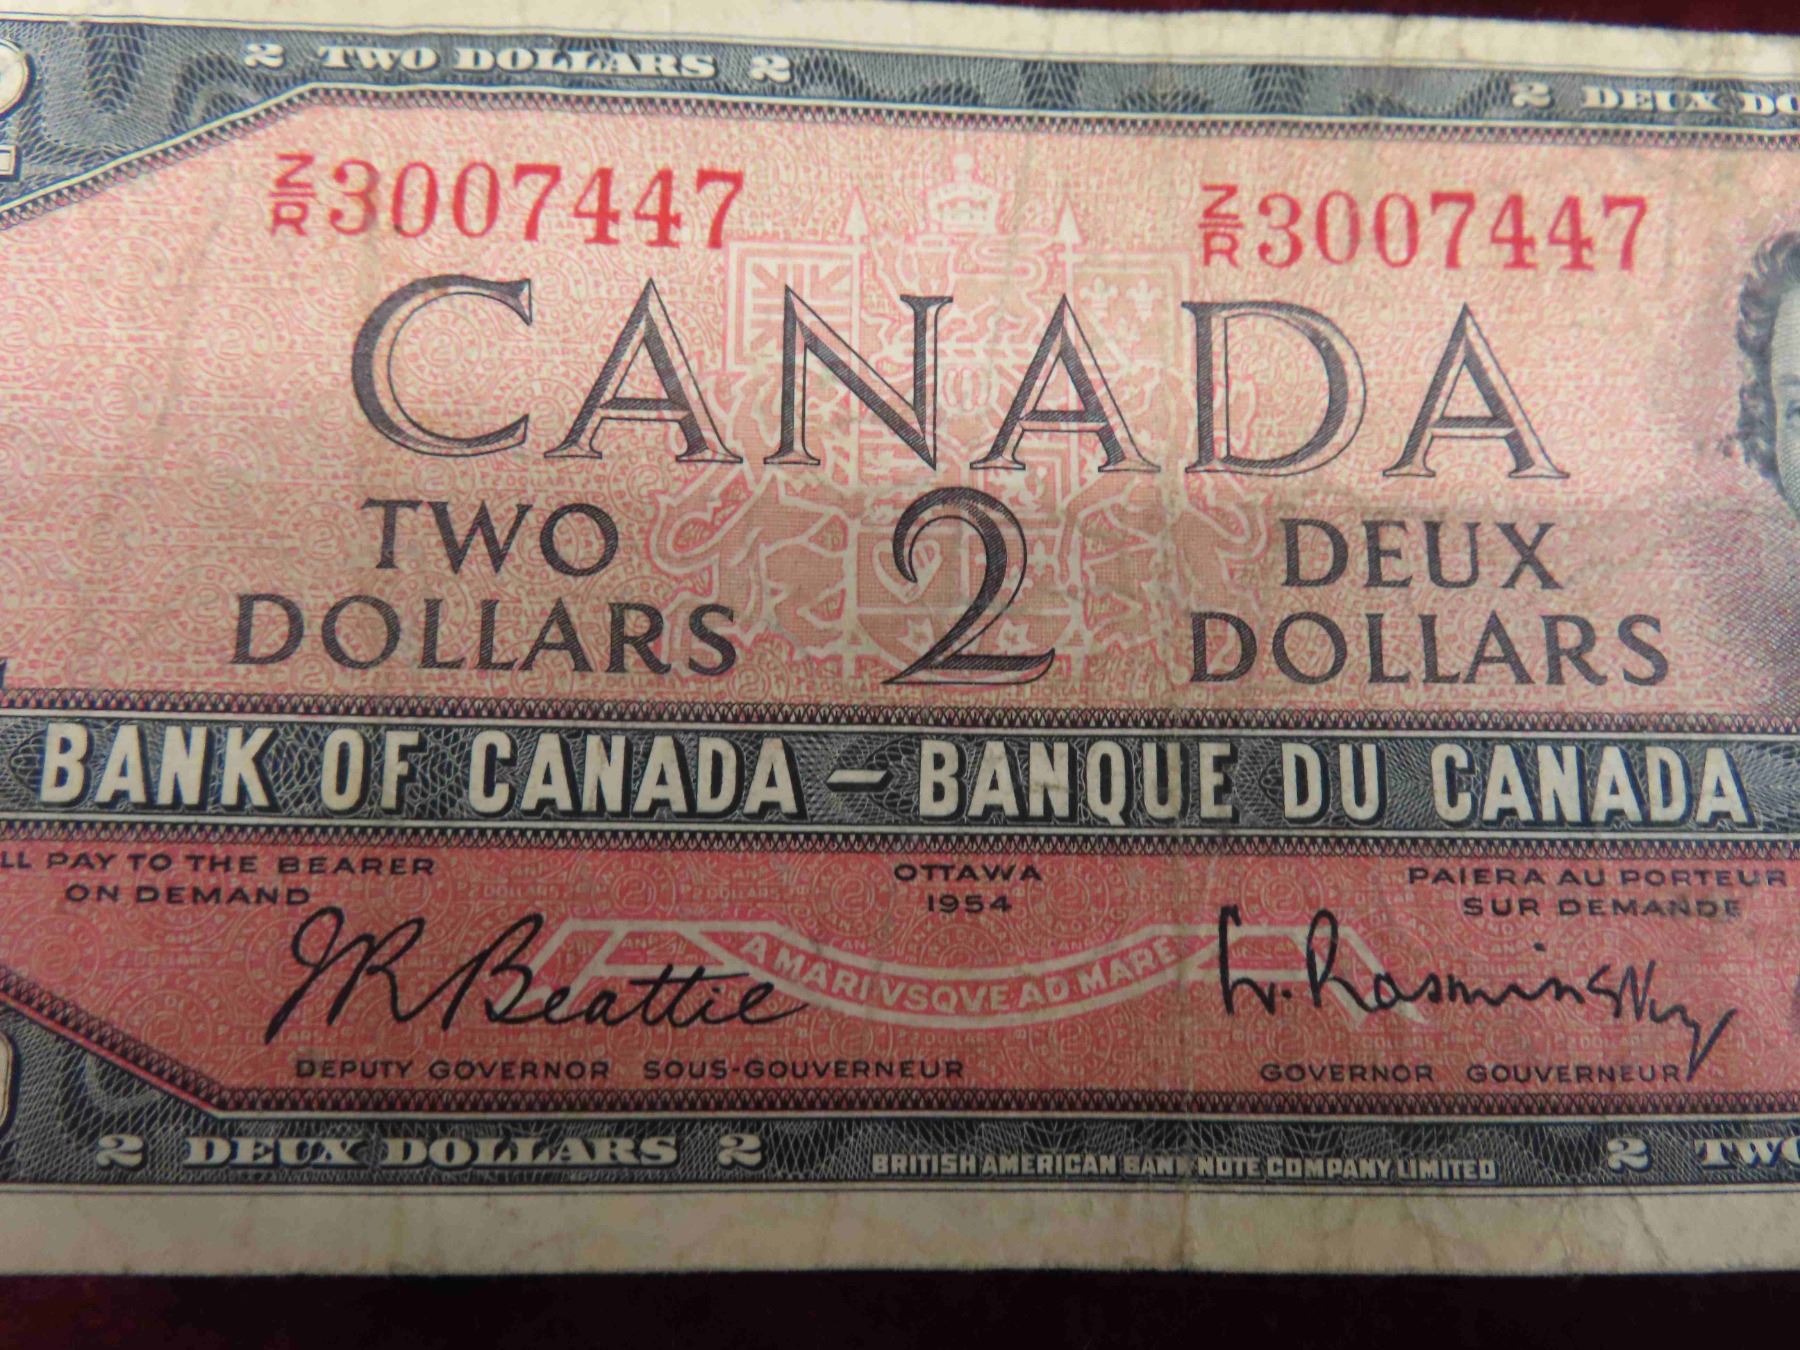 2 TWO DOLLARS 2
2 DEUX DO
Z/R 3007447
Z/R 3007447
CANADA
TWO DOLLARS
2
DEUX DOLLARS
BANK OF CANADA – BANQUE DU CANADA
LL PAY TO THE BEARER
ON DEMAND
OTTAWA
1954
PAIERA AU PORTEUR
SUR DEMANDE
JR Beattie
A MARI VSQVE AD MARE
L. Rasminsky
DEPUTY GOVERNOR SOUS-GOUVERNEUR
GOVERNOR GOUVERNEUR
2 DEUX DOLLARS 2
BRITISH AMERICAN BANK NOTE COMPANY LIMITED
2 TWO